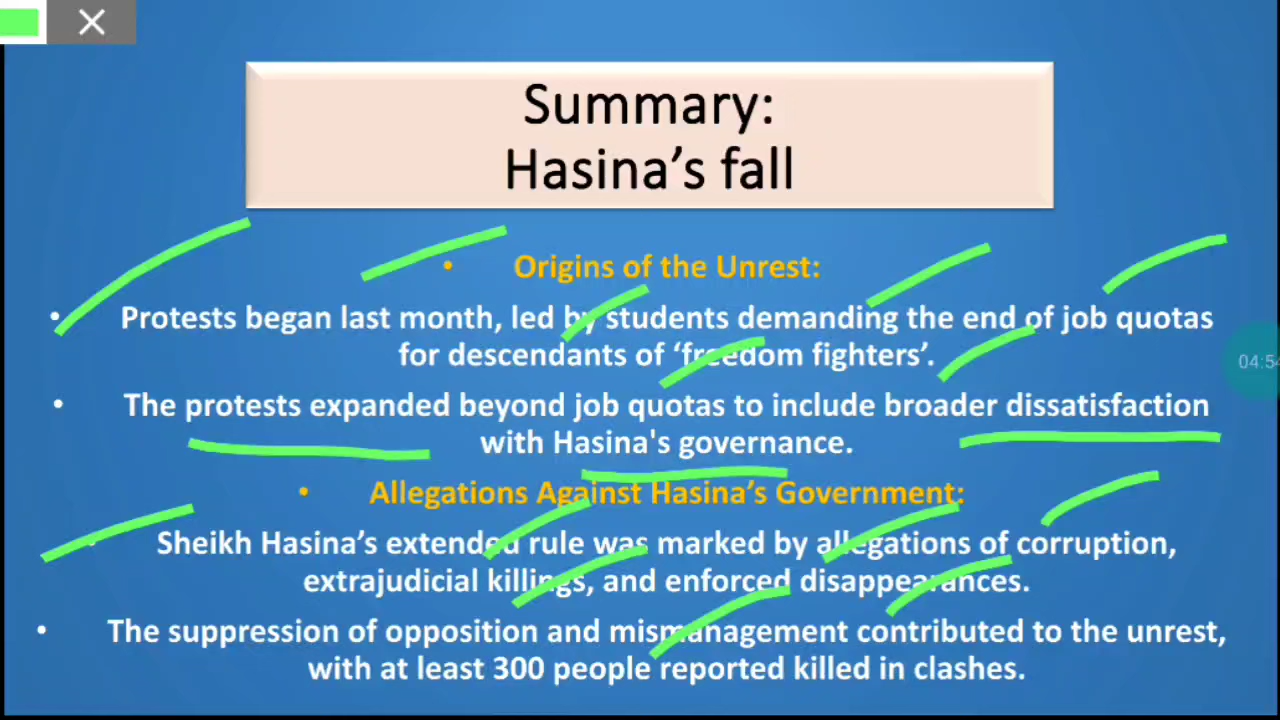 Summary:
Hasina’s fall
• Origins of the Unrest:
• Protests began last month, led by students demanding the end of job quotas
for descendants of ‘freedom fighters’.
• The protests expanded beyond job quotas to include broader dissatisfaction
with Hasina's governance.
• Allegations Against Hasina’s Government:
• Sheikh Hasina’s extended rule was marked by allegations of corruption,
extrajudicial killings, and enforced disappearances.
• The suppression of opposition and mismanagement contributed to the unrest,
with at least 300 people reported killed in clashes.